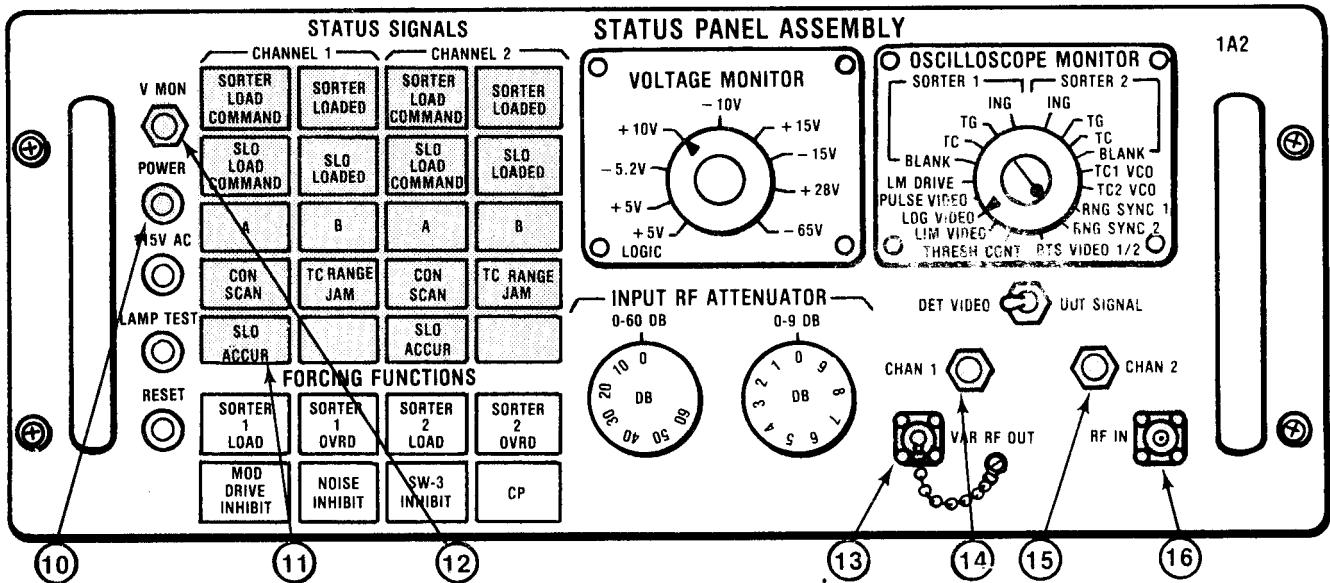 STATUS SIGNALS
CHANNEL 1
CHANNEL 2
V MON
POWER
15V AC
LAMP TEST
RESET
SORTER
LOAD
COMMAND
SORTER
LOADED
SORTER
LOAD
COMMAND
SORTER
LOADED
SLO
LOAD
COMMAND
SLO
LOADED
SLO
LOAD
COMMAND
SLO
LOADED
A
B
A
B
CON
SCAN
TC RANGE
JAM
CON
SCAN
TC RANGE
JAM
SLO
ACCUR
SLO
ACCUR
FORCING FUNCTIONS
SORTER
1
LOAD
SORTER
1
OVRD
SORTER
2
LOAD
SORTER
2
OVRD
MOD
DRIVE
INHIBIT
NOISE
INHIBIT
SW-3
INHIBIT
CP
STATUS PANEL ASSEMBLY
1A2
VOLTAGE MONITOR
-10V
+10V
+15V
-5.2V
-15V
+5V
+28V
+5V
LOGIC
-65V
OSCILLOSCOPE MONITOR
SORTER 1
SORTER 2
ING
ING
TG
TG
TC
TC
BLANK
BLANK
LM DRIVE
TC1 VCO
PULSE VIDEO
TC2 VCO
LOG VIDEO
RNG SYNC 1
LIM VIDEO
RNG SYNC 2
THRESH CONT
RTS VIDEO 1/2
INPUT RF ATTENUATOR
0-60 DB
0-9 DB
0
10
20
30
40
50
60
DB
0
1
2
3
4
5
6
7
8
9
DB
DET VIDEO
OUT SIGNAL
CHAN 1
CHAN 2
VAR RF OUT
RF IN
10
11
12
13
14
15
16